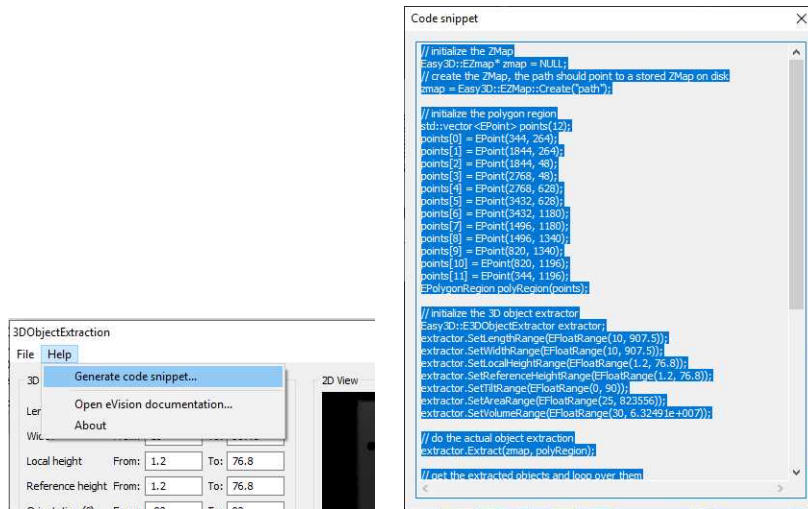 3DObjectExtraction
File Help
Generate code snippet...
Open eVision documentation...
About
3D
2D View
Local height From: 1.2 To: 76.8
Reference height From: 1.2 To: 76.8
Code snippet
// initialize the ZMap
Easy3D::EZmap* zmap = NULL;
// create the ZMap, the path should point to a stored ZMap on disk
zmap = Easy3D::EZMap::Create("path");
// initialize the polygon region
std::vector<EPoint> points(12);
points[0] = EPoint(344, 264);
points[1] = EPoint(1844, 264);
points[2] = EPoint(1844, 48);
points[3] = EPoint(2768, 48);
points[4] = EPoint(2768, 628);
points[5] = EPoint(3432, 628);
points[6] = EPoint(3432, 1180);
points[7] = EPoint(1496, 1180);
points[8] = EPoint(1496, 1340);
points[9] = EPoint(820, 1340);
points[10] = EPoint(820, 1196);
points[11] = EPoint(344, 1196);
EPolygonRegion polyRegion(points);
// initialize the 3D object extractor
Easy3D::E3DObjectExtractor extractor;
extractor.SetLengthRange(EFloatRange(10, 907.5));
extractor.SetWidthRange(EFloatRange(10, 907.5));
extractor.SetLocalHeightRange(EFloatRange(1.2, 76.8));
extractor.SetReferenceHeightRange(EFloatRange(1.2, 76.8));
extractor.SetTiltRange(EFloatRange(0, 90));
extractor.SetAreaRange(EFloatRange(25, 823556));
extractor.SetVolumeRange(EFloatRange(30, 6.32491e+007));
// do the actual object extraction
extractor.Extract(zmap, polyRegion);
// get the extracted objects and loop over them